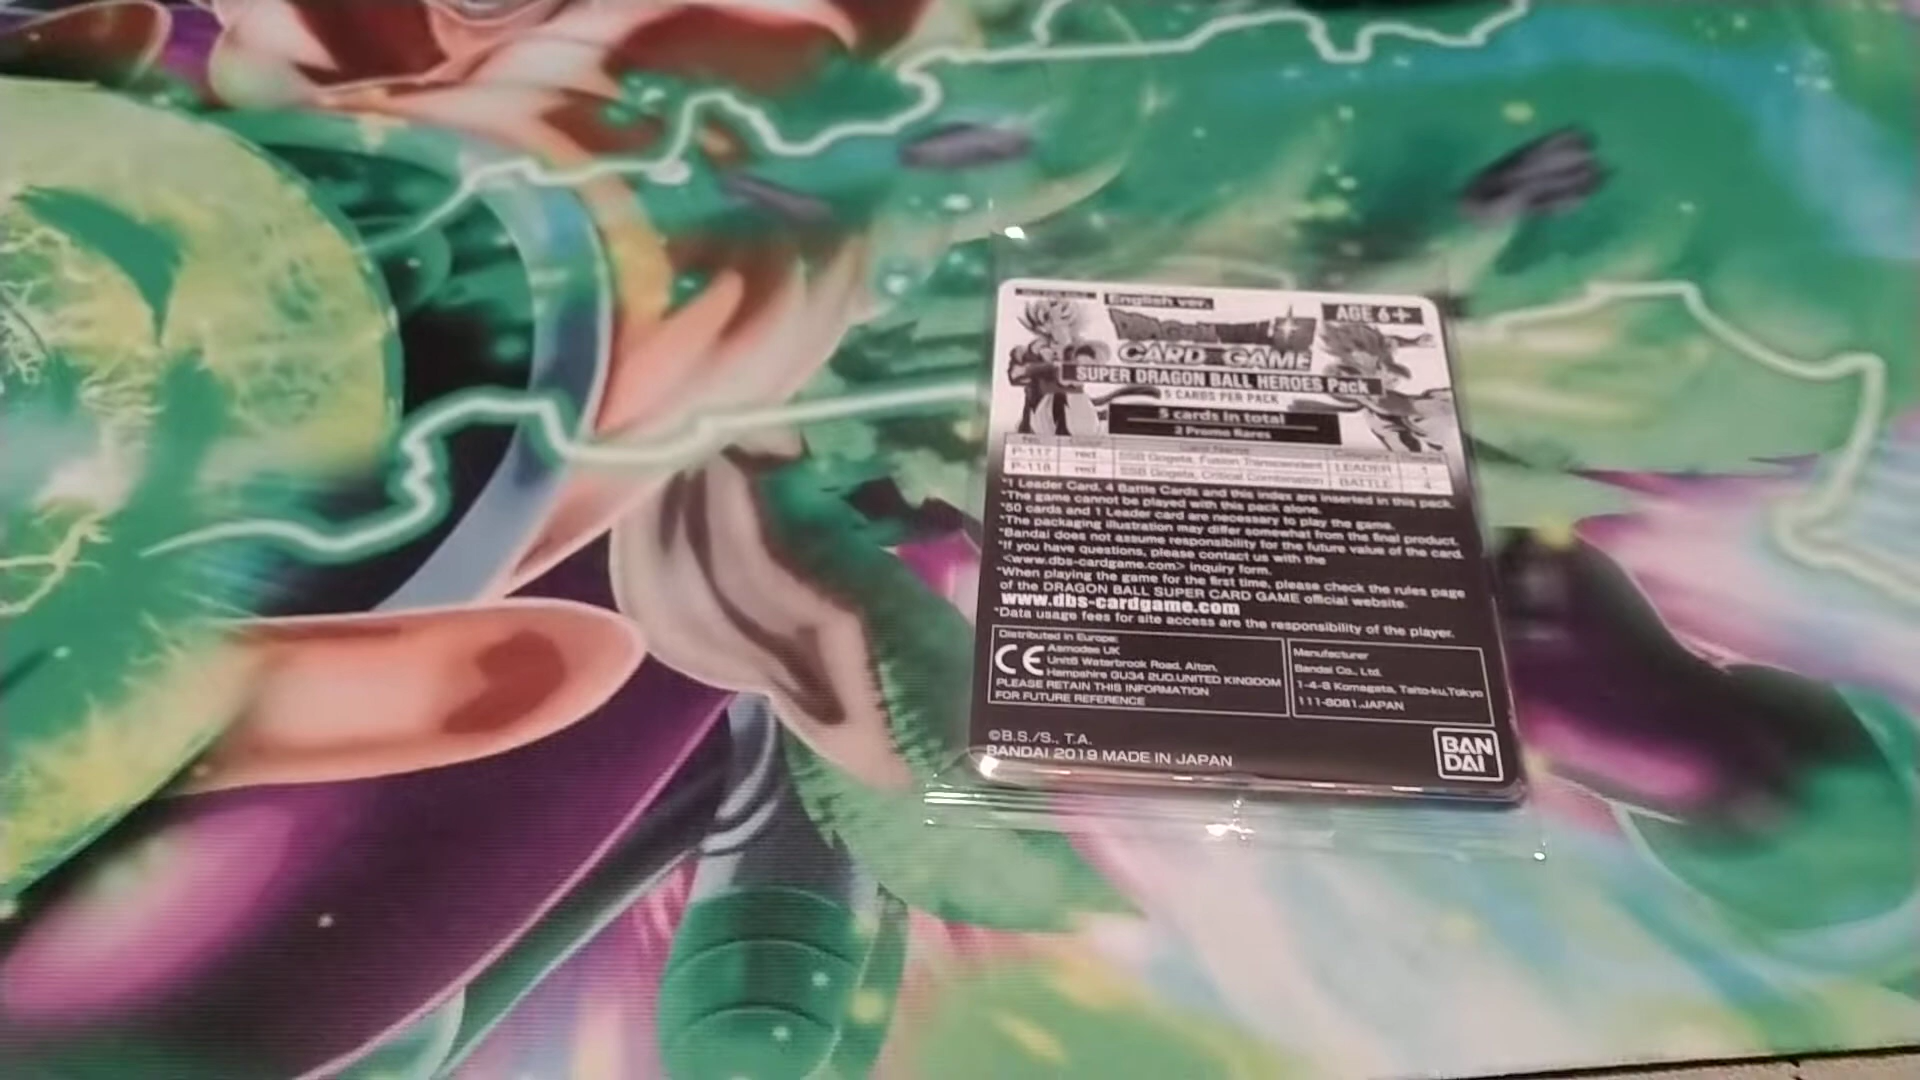 English ver.
AGE 6+
CARD GAME
SUPER DRAGON BALL HEROES Pack
5 CARDS PER PACK
5 cards in total
2 Promo Rares
No. Card Name
P-117 red SSB Gogeta, Fusion Transcendent LEADER 1
P-118 red SSB Gogeta, Critical Combination BATTLE 4
*1 Leader Card, 4 Battle Cards and this index are inserted in this pack.
*The game cannot be played with this pack alone.
*50 cards and 1 Leader card are necessary to play the game.
*The packaging illustration may differ somewhat from the final product.
*Bandai does not assume responsibility for the future value of the card.
*If you have questions, please contact us with the
<www.dbs-cardgame.com> inquiry form.
*When playing the game for the first time, please check the rules page
of the DRAGON BALL SUPER CARD GAME official website.
www.dbs-cardgame.com
*Data usage fees for site access are the responsibility of the player.
Distributed in Europe:
CE
Asmodee UK
Unit6 Waterbrook Road, Alton,
Hampshire GU34 2UD.UNITED KINGDOM
PLEASE RETAIN THIS INFORMATION
FOR FUTURE REFERENCE
Manufacturer
Bandai Co., Ltd.
1-4-8 Komagata, Taito-ku,Tokyo
111-8081.JAPAN
©B.S./S., T.A.
BANDAI 2019 MADE IN JAPAN
BAN
DAI